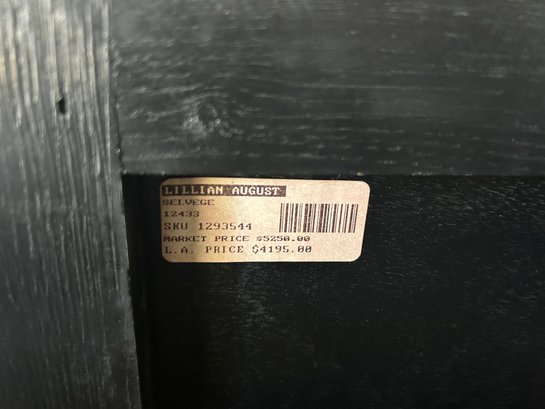 LILLIAN AUGUST
SELVEGE
12433
SKU 1293544
MARKET PRICE $5250.00
L.A. PRICE $4195.00